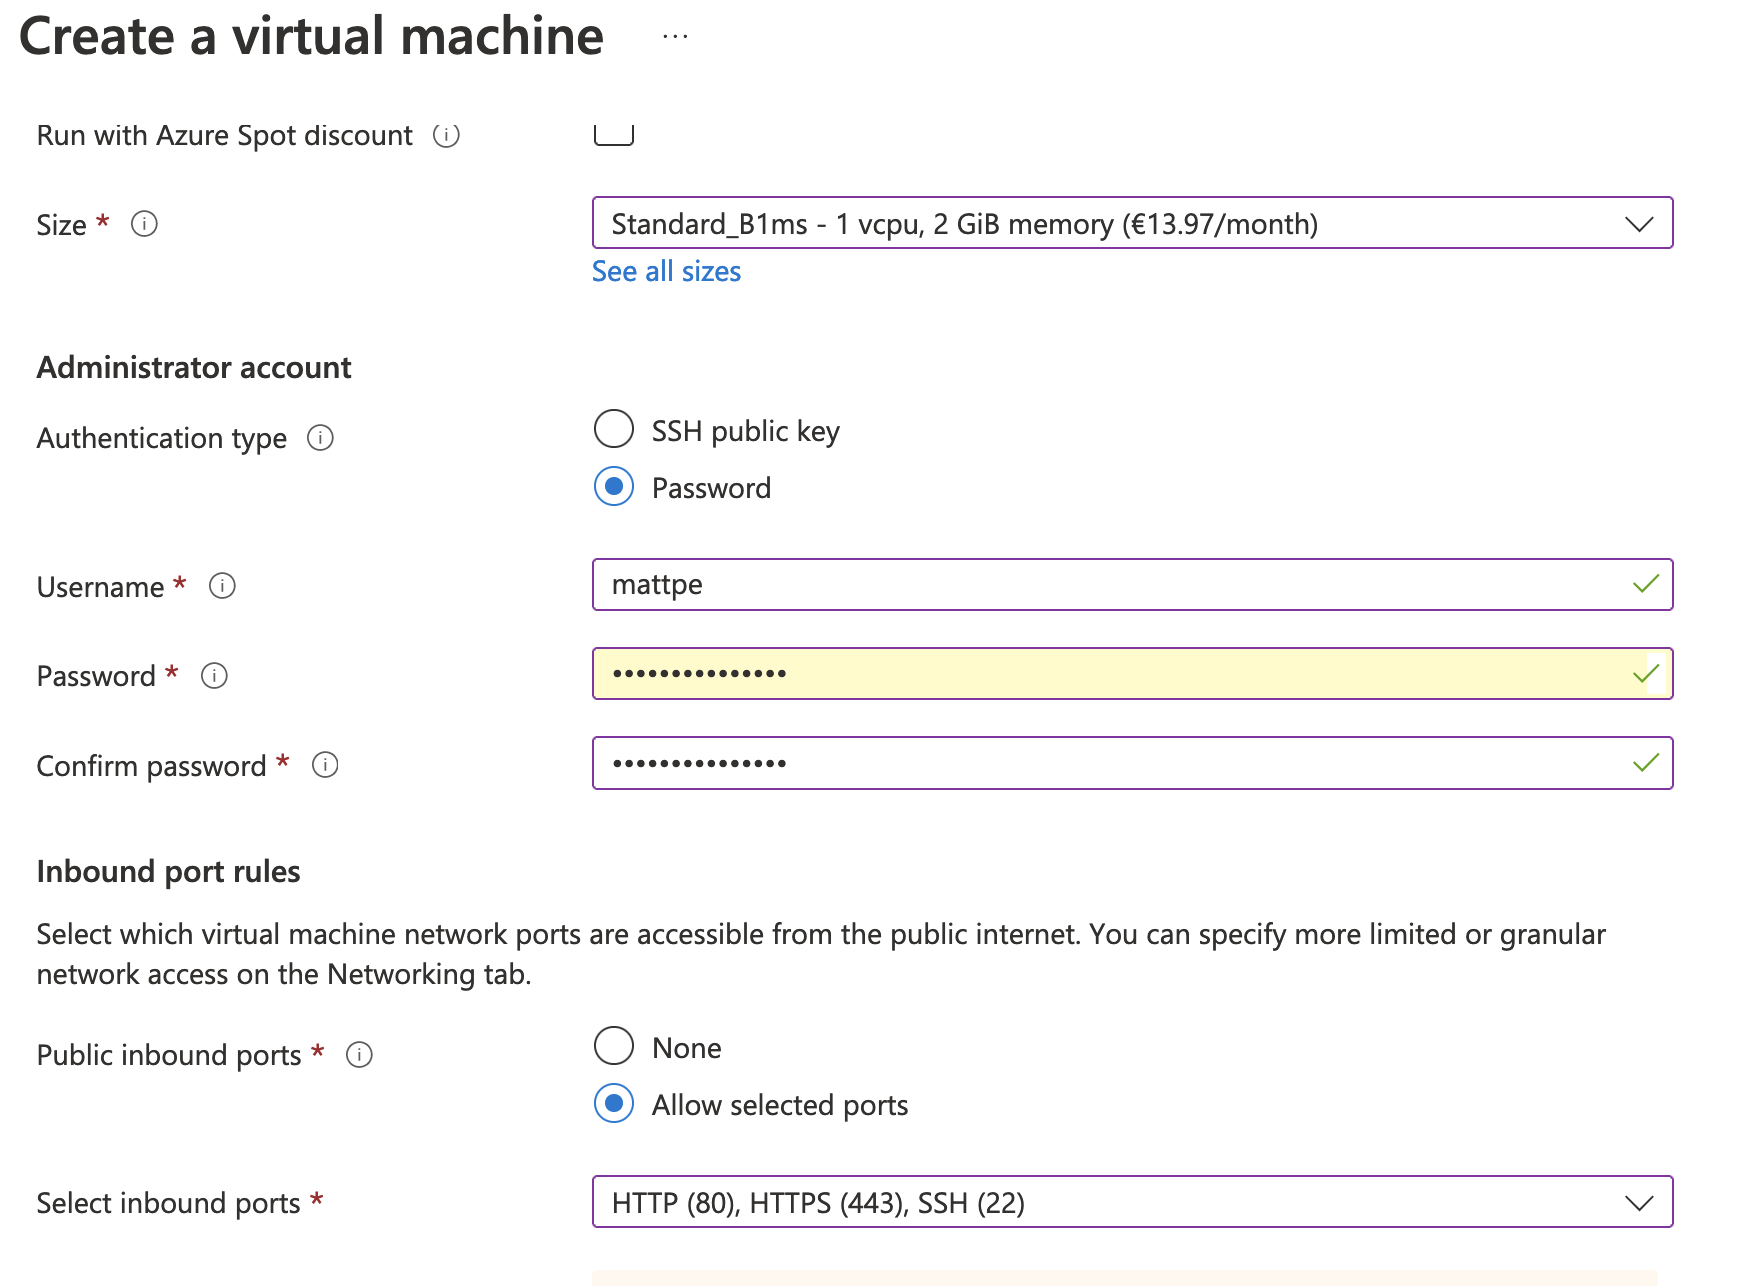 Create a virtual machine ...
Run with Azure Spot discount
Size *
Standard_B1ms - 1 vcpu, 2 GiB memory (€13.97/month)
See all sizes
Administrator account
Authentication type
SSH public key
Password
Username *
mattpe
Password *
•••••••••••••••
Confirm password *
•••••••••••••••
Inbound port rules
Select which virtual machine network ports are accessible from the public internet. You can specify more limited or granular
network access on the Networking tab.
Public inbound ports *
None
Allow selected ports
Select inbound ports *
HTTP (80), HTTPS (443), SSH (22)